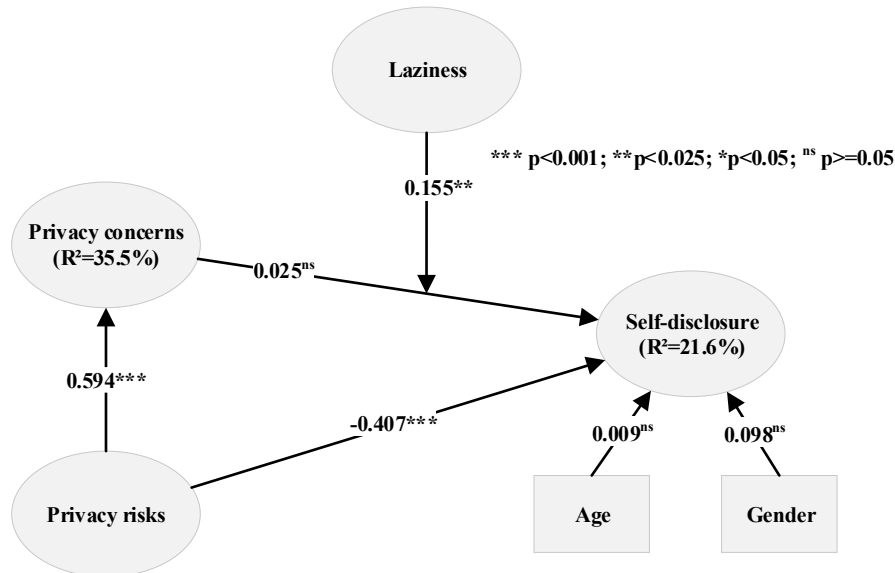 Laziness
*** p<0.001; **p<0.025; *p<0.05; ns p>=0.05
0.155**
Privacy concerns
(R²=35.5%)
0.025ns
Self-disclosure
(R²=21.6%)
0.594***
-0.407***
0.009ns
0.098ns
Privacy risks
Age
Gender